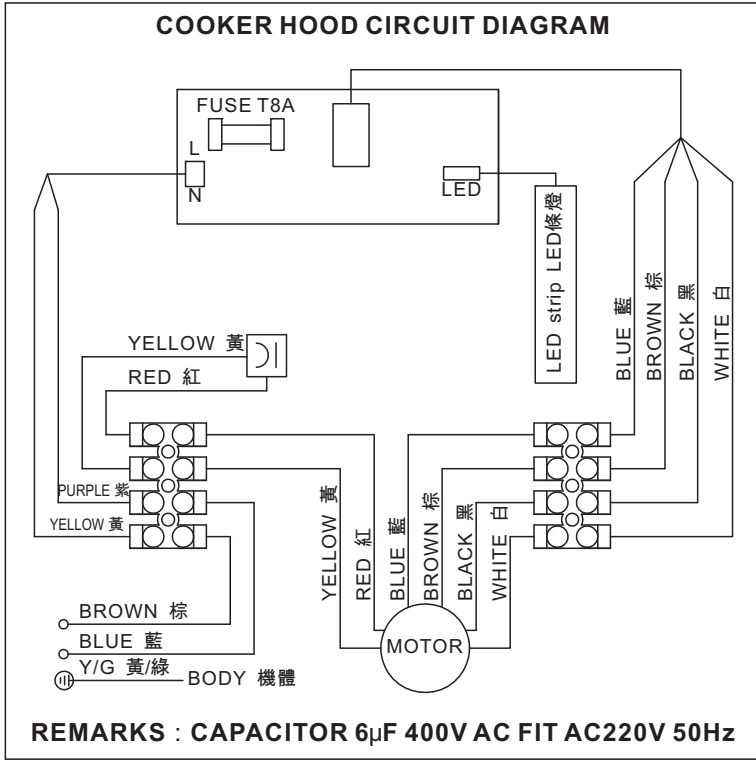 COOKER HOOD CIRCUIT DIAGRAM
FUSE T8A
L
N
LED
LED strip LED條燈
BLUE 藍
BROWN 棕
BLACK 黑
WHITE 白
YELLOW 黃
RED 紅
PURPLE 紫
YELLOW 黃
YELLOW 黃
RED 紅
BLUE 藍
BROWN 棕
BLACK 黑
WHITE 白
MOTOR
BROWN 棕
BLUE 藍
Y/G 黃/綠
BODY 機體
REMARKS : CAPACITOR 6μF 400V AC FIT AC220V 50Hz